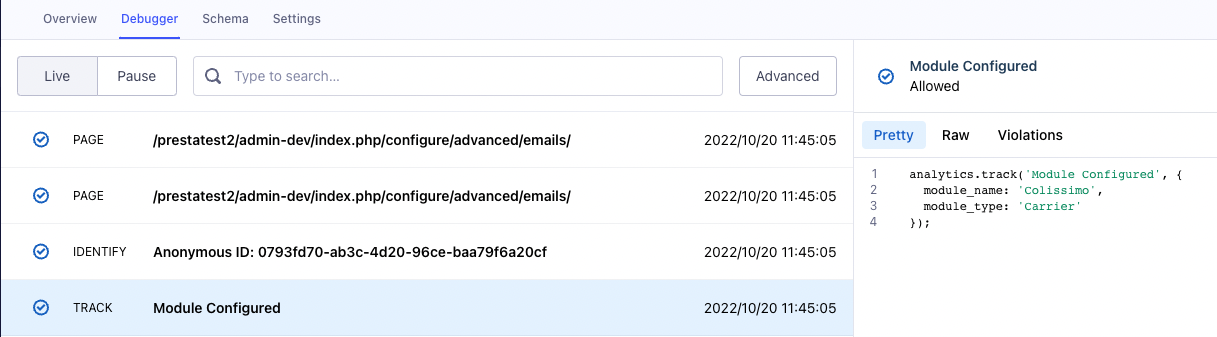 Overview Debugger Schema Settings
Live Pause Type to search... Advanced
PAGE /prestatest2/admin-dev/index.php/configure/advanced/emails/ 2022/10/20 11:45:05
PAGE /prestatest2/admin-dev/index.php/configure/advanced/emails/ 2022/10/20 11:45:05
IDENTIFY Anonymous ID: 0793fd70-ab3c-4d20-96ce-baa79f6a20cf 2022/10/20 11:45:05
TRACK Module Configured 2022/10/20 11:45:05
Module Configured
Allowed
Pretty Raw Violations
1 analytics.track('Module Configured', {
2 module_name: 'Colissimo',
3 module_type: 'Carrier'
4 });